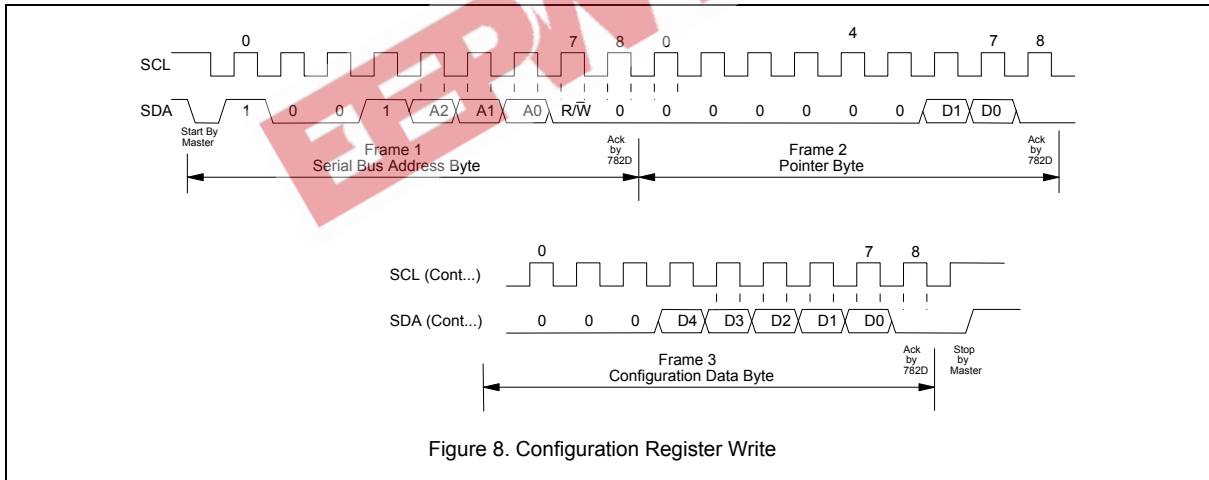 0 7 8 0 4 7 8
SCL
SDA 1 0 0 1 A2 A1 A0 R/W 0 0 0 0 0 0 0 D1 D0
Start By
Master
Frame 1
Serial Bus Address Byte
Ack
by
782D
Frame 2
Pointer Byte
Ack
by
782D
0 7 8
SCL (Cont...)
SDA (Cont...) 0 0 0 D4 D3 D2 D1 D0
Frame 3
Configuration Data Byte
Ack
by
782D
Stop
by
Master
Figure 8. Configuration Register Write